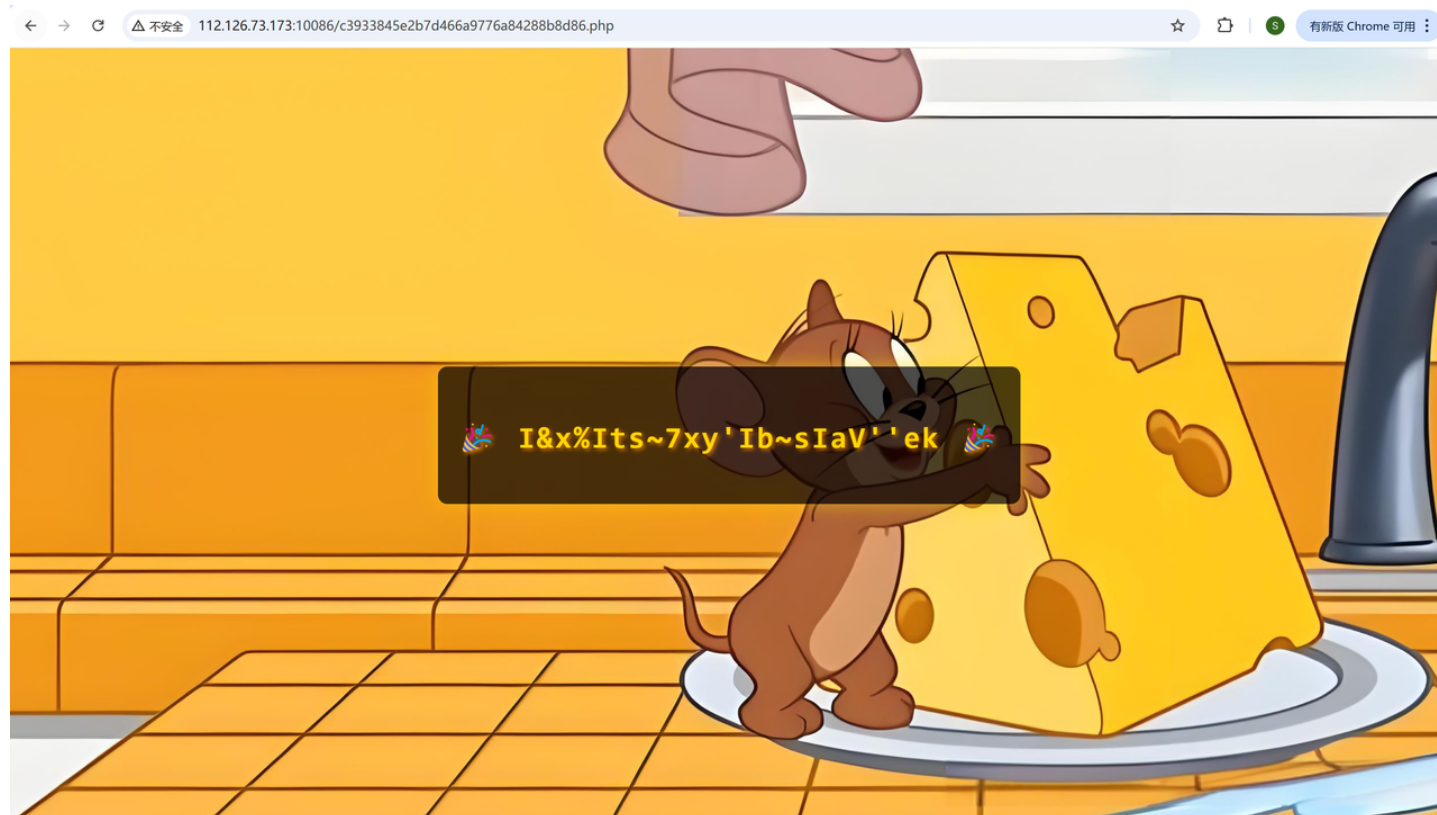 不安全 112.126.73.173:10086/c3933845e2b7d466a9776a84288b8d86.php S 有新版 Chrome 可用
🎉 I&x%Its~7xy'Ib~sIaV''ek 🎉